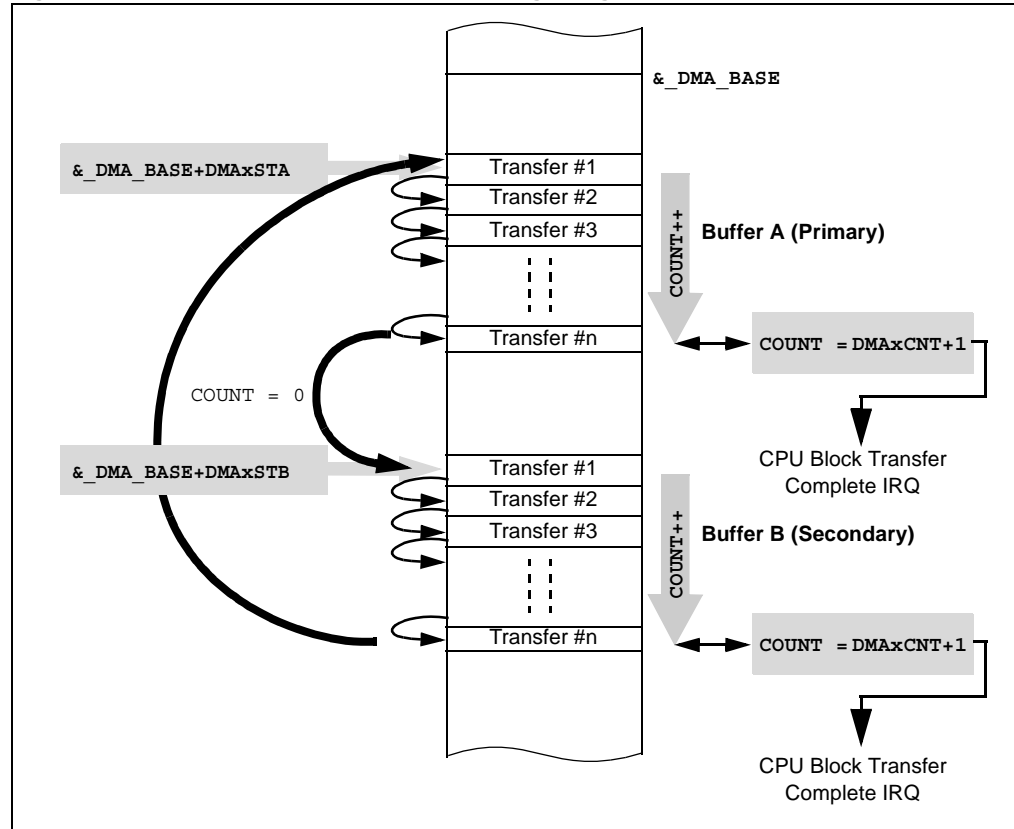 &_DMA_BASE
&_DMA_BASE+DMAxSTA
Transfer #1
Transfer #2
Transfer #3
Transfer #n
COUNT++
Buffer A (Primary)
COUNT = DMAxCNT+1
CPU Block Transfer
Complete IRQ
COUNT = 0
&_DMA_BASE+DMAxSTB
Transfer #1
Transfer #2
Transfer #3
Transfer #n
COUNT++
Buffer B (Secondary)
COUNT = DMAxCNT+1
CPU Block Transfer
Complete IRQ